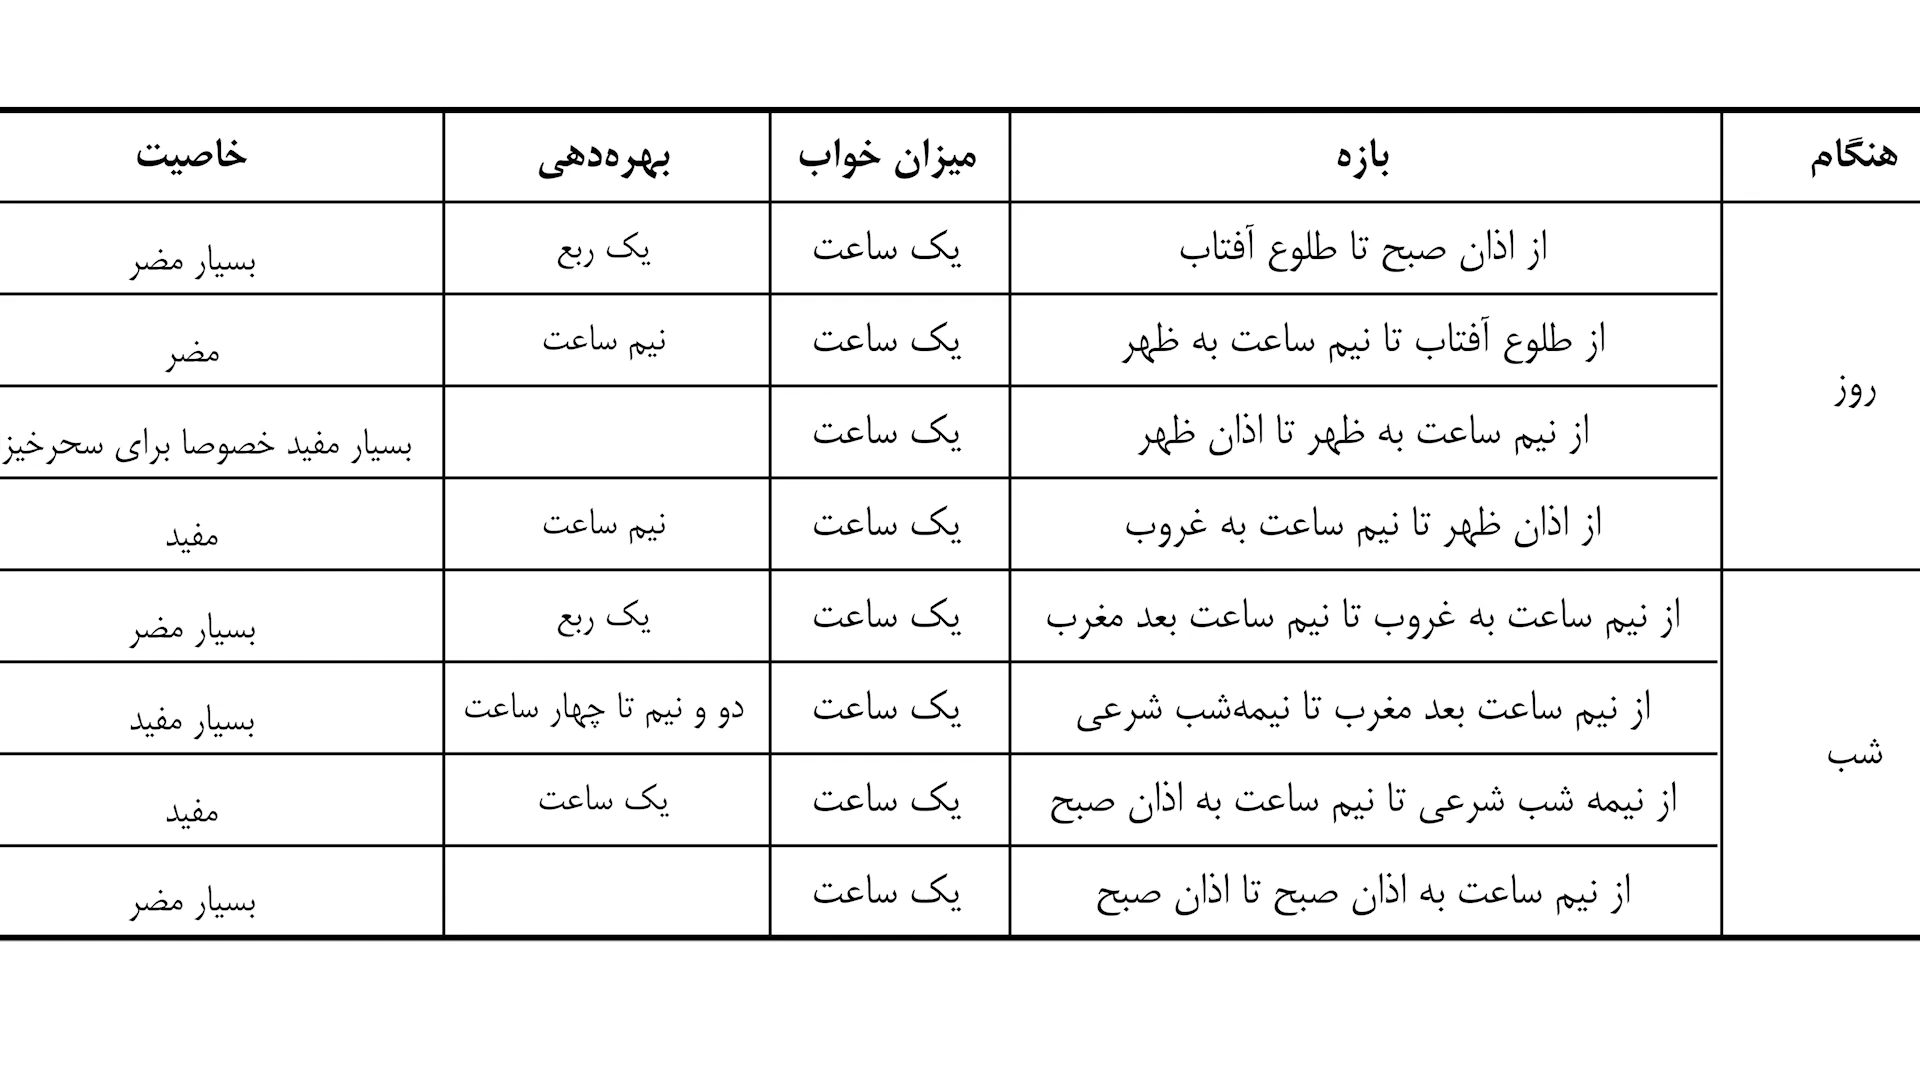 هنگام بازه میزان خواب بهره‌دهی خاصیت
روز
از اذان صبح تا طلوع آفتاب یک ساعت یک ربع بسیار مضر
از طلوع آفتاب تا نیم ساعت به ظهر یک ساعت نیم ساعت مضر
از نیم ساعت به ظهر تا اذان ظهر یک ساعت بسیار مفید خصوصا برای سحرخیز
از اذان ظهر تا نیم ساعت به غروب یک ساعت نیم ساعت مفید
شب
از نیم ساعت به غروب تا نیم ساعت بعد مغرب یک ساعت یک ربع بسیار مضر
از نیم ساعت بعد مغرب تا نیمه‌شب شرعی یک ساعت دو و نیم تا چهار ساعت بسیار مفید
از نیمه شب شرعی تا نیم ساعت به اذان صبح یک ساعت یک ساعت مفید
از نیم ساعت به اذان صبح تا اذان صبح یک ساعت بسیار مضر